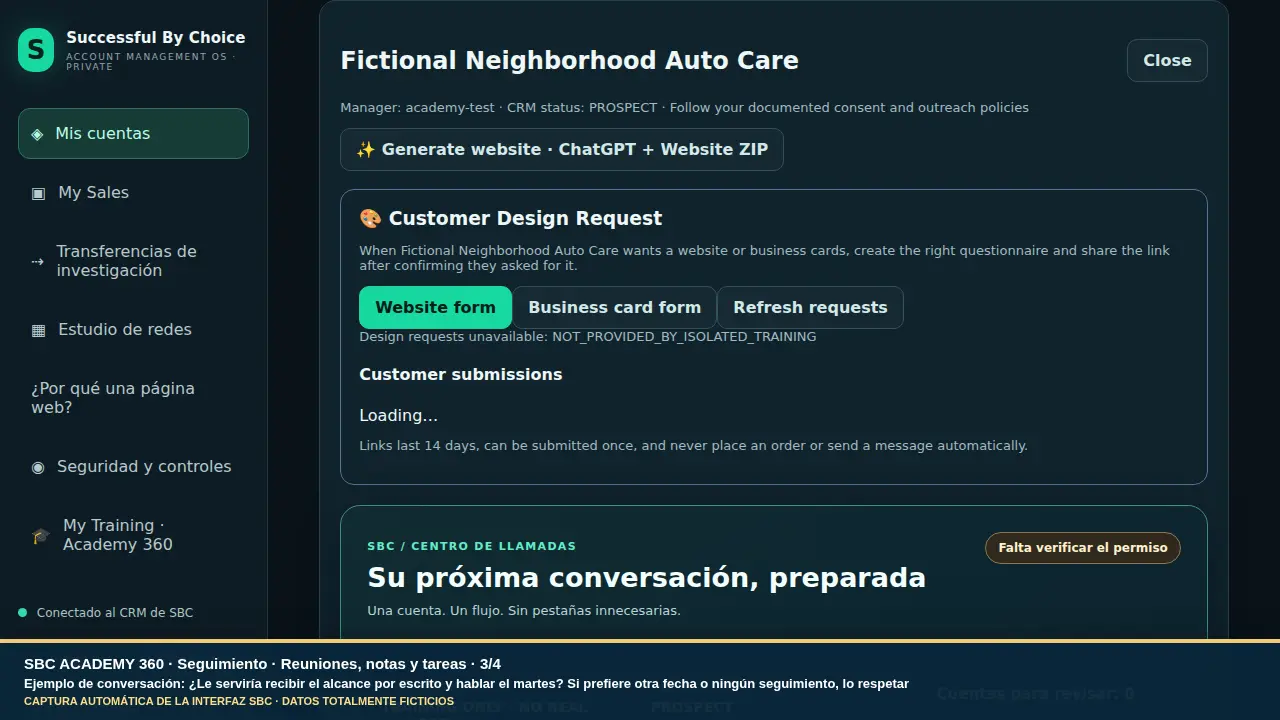 S
Successful By Choice
ACCOUNT MANAGEMENT OS ·
PRIVATE
◈ Mis cuentas
▣ My Sales
⇢ Transferencias de
investigación
▦ Estudio de redes
¿Por qué una página
web?
◉ Seguridad y controles
🎓 My Training ·
Academy 360
Conectado al CRM de SBC
Fictional Neighborhood Auto Care
Close
Manager: academy-test · CRM status: PROSPECT · Follow your documented consent and outreach policies
✨ Generate website · ChatGPT + Website ZIP
🎨 Customer Design Request
When Fictional Neighborhood Auto Care wants a website or business cards, create the right questionnaire and share the link
after confirming they asked for it.
Website form
Business card form
Refresh requests
Design requests unavailable: NOT_PROVIDED_BY_ISOLATED_TRAINING
Customer submissions
Loading…
Links last 14 days, can be submitted once, and never place an order or send a message automatically.
SBC / CENTRO DE LLAMADAS
Falta verificar el permiso
Su próxima conversación, preparada
Una cuenta. Un flujo. Sin pestañas innecesarias.
SBC ACADEMY 360 · Seguimiento · Reuniones, notas y tareas · 3/4
Ejemplo de conversación: ¿Le serviría recibir el alcance por escrito y hablar el martes? Si prefiere otra fecha o ningún seguimiento, lo respetar
Cuentas para revisar: 0
CAPTURA AUTOMÁTICA DE LA INTERFAZ SBC · DATOS TOTALMENTE FICTICIOS
NO REAL
PROSPECT